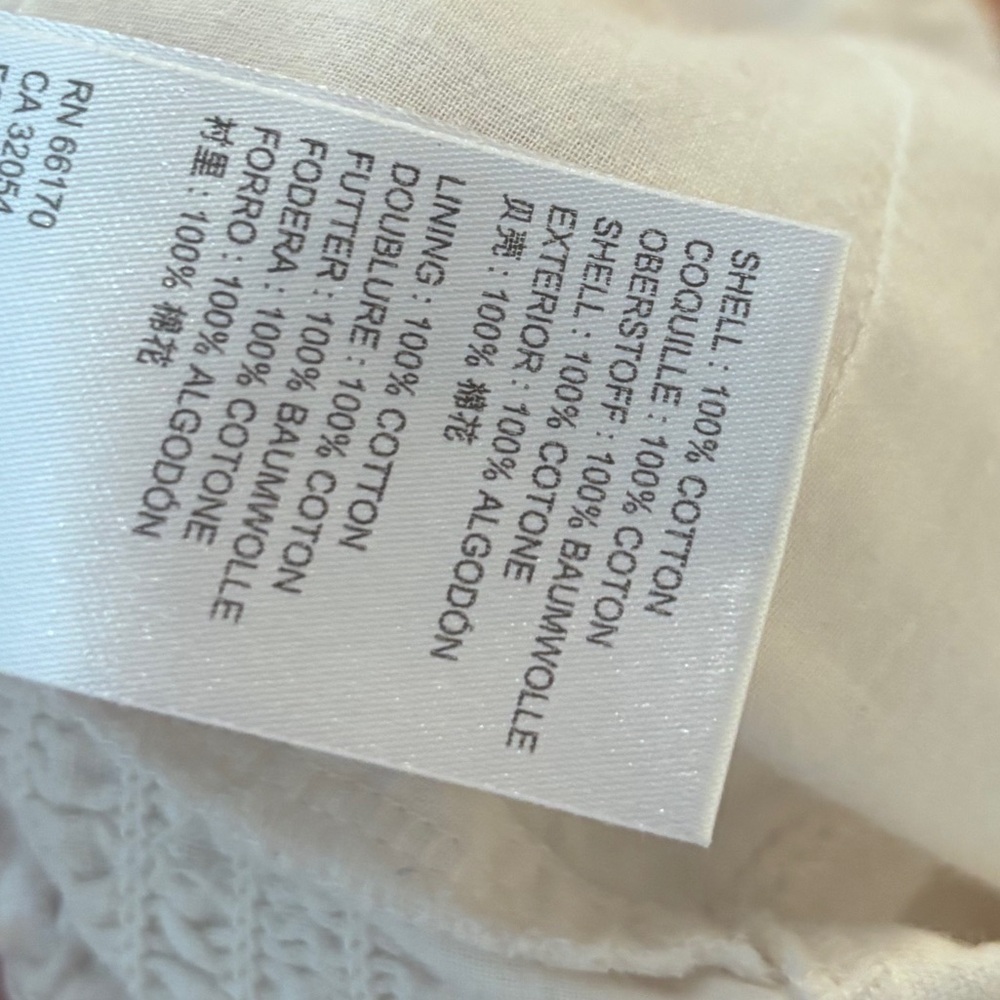 SHELL : 100% COTTON
COQUILLE : 100% COTON
OBERSTOFF : 100% BAUMWOLLE
SHELL : 100% COTONE
EXTERIOR : 100% ALGODÓN
贝壳 : 100% 棉花
LINING : 100% COTTON
DOUBLURE : 100% COTON
FUTTER : 100% BAUMWOLLE
FODERA : 100% COTONE
FORRO : 100% ALGODÓN
衬里 : 100% 棉花
RN 66170
CA 32054